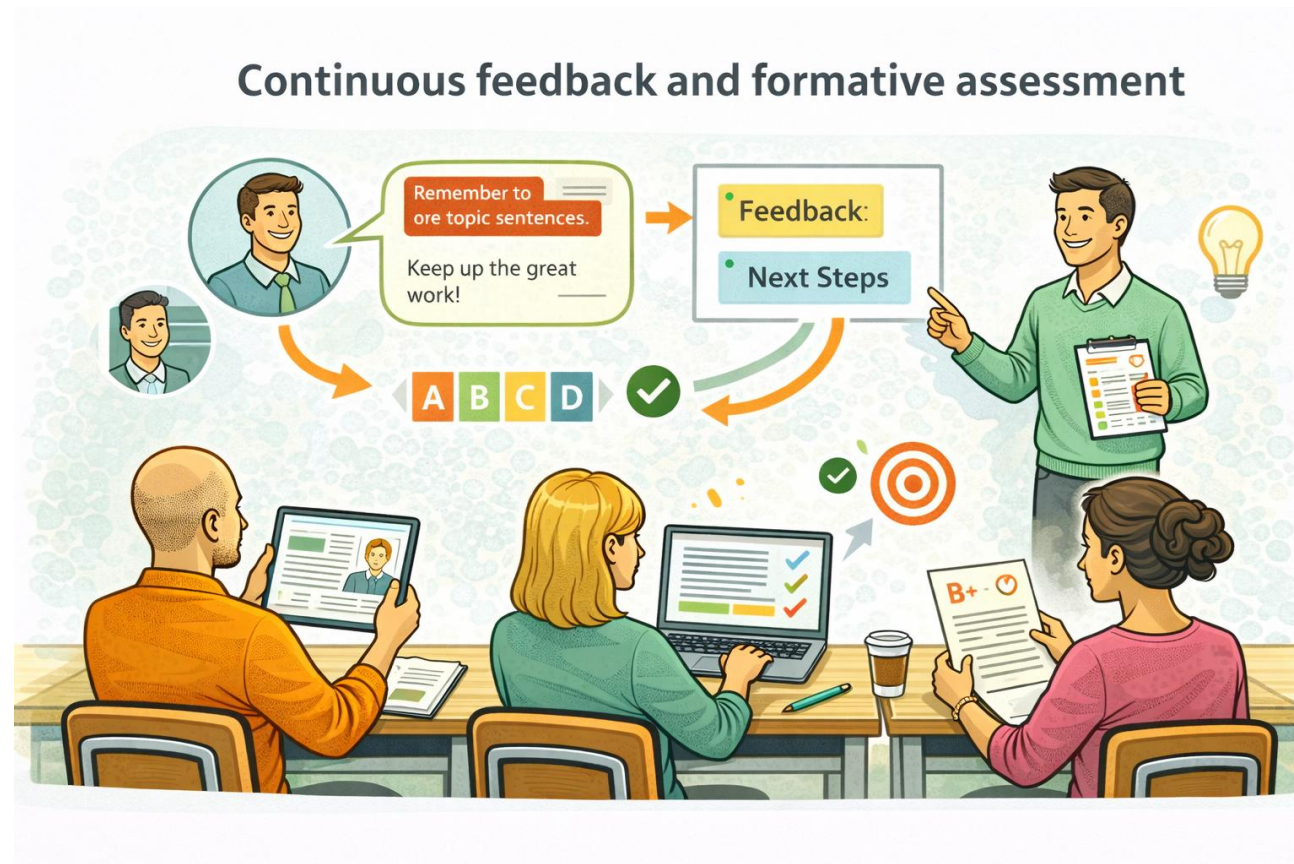 Continuous feedback and formative assessment
Remember to
ore topic sentences.
Keep up the great
work!
Feedback:
Next Steps
A B C D
B+ -